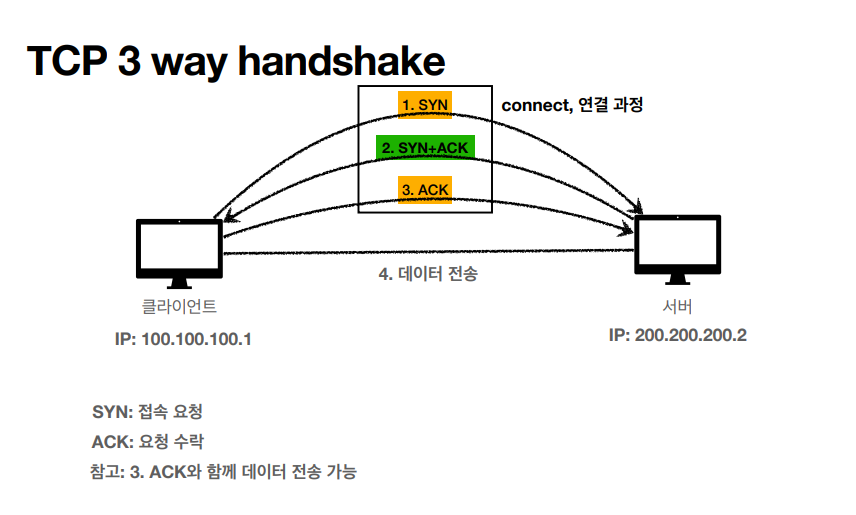 TCP 3 way handshake
1. SYN
connect, 연결 과정
2. SYN+ACK
3. ACK
4. 데이터 전송
클라이언트
서버
IP: 100.100.100.1
IP: 200.200.200.2
SYN: 접속 요청
ACK: 요청 수락
참고: 3. ACK와 함께 데이터 전송 가능